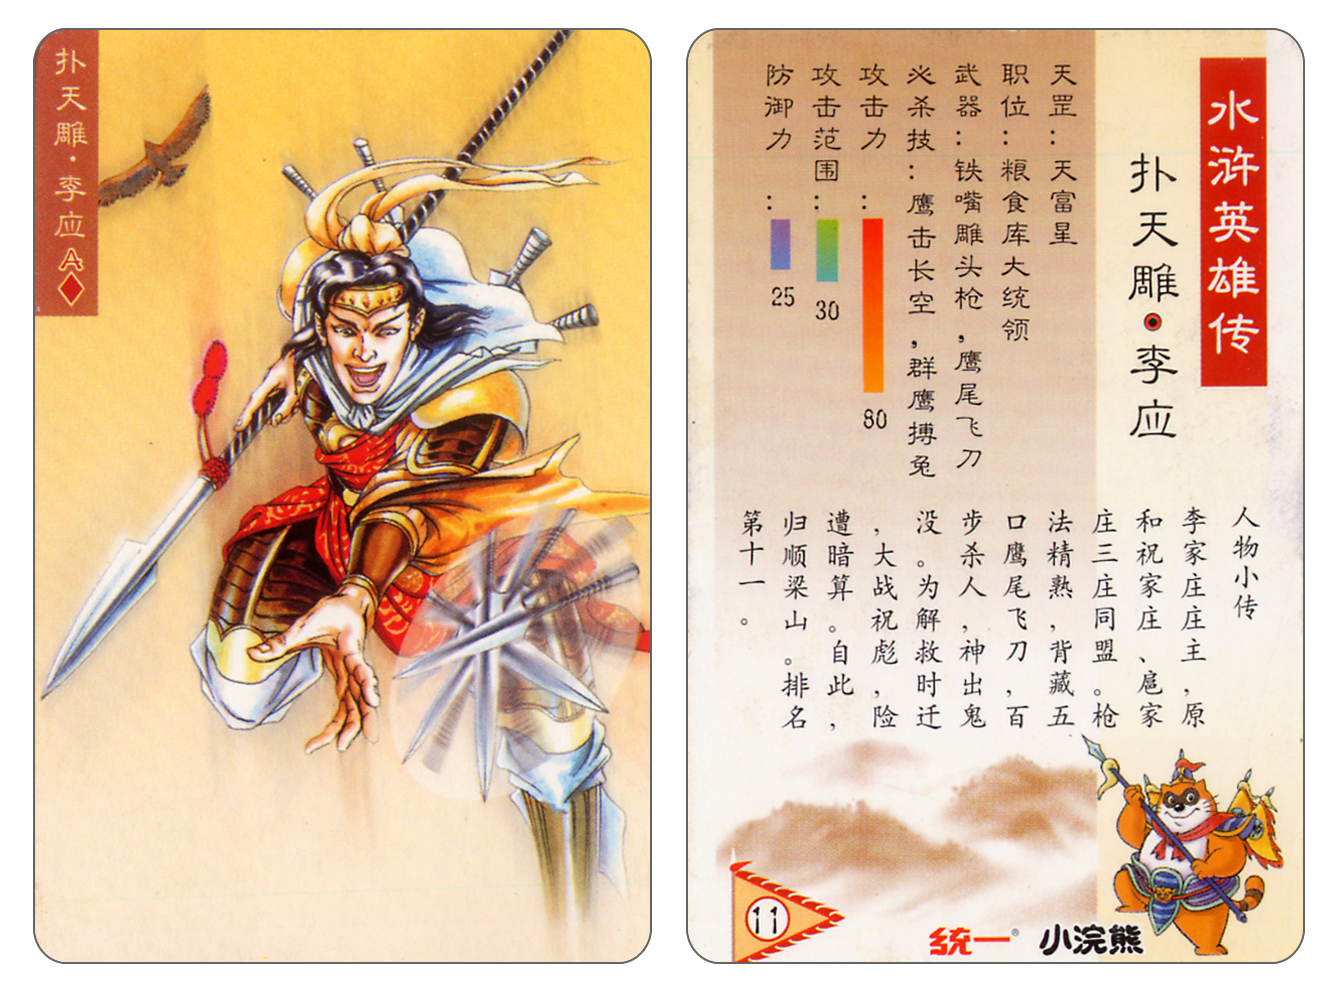 扑天雕·李应
A
水浒英雄传
扑天雕·李应
天罡:天富星
职位:粮食库大统领
武器:铁嘴雕头枪,鹰尾飞刀
必杀技:鹰击长空,群鹰搏兔
攻击力:
80
攻击范围:
30
防御力:
25
人物小传
李家庄庄主,原
和祝家庄、扈家
庄三庄同盟。枪
法精熟,背藏五
口鹰尾飞刀,百
步杀人,神出鬼
没。为解救时迁
,大战祝彪,险
遭暗算。自此,
归顺梁山。排名
第十一。
11
统一®
小浣熊